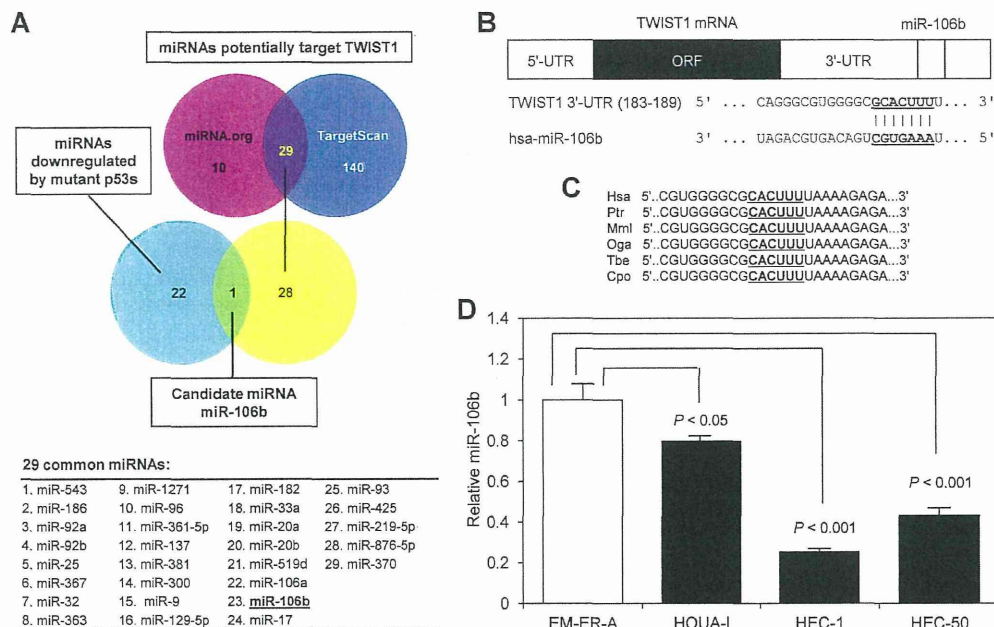 A
miRNAs potentially target TWIST1
miRNA.org
10
29
TargetScan
140
miRNAs
downregulated
by mutant p53s
22
1
28
Candidate miRNA
miR-106b
29 common miRNAs:
1. miR-543 9. miR-1271 17. miR-182 25. miR-93
2. miR-186 10. miR-96 18. miR-33a 26. miR-425
3. miR-92a 11. miR-361-5p 19. miR-20a 27. miR-219-5p
4. miR-92b 12. miR-137 20. miR-20b 28. miR-876-5p
5. miR-25 13. miR-381 21. miR-519d 29. miR-370
6. miR-367 14. miR-300 22. miR-106a
7. miR-32 15. miR-9 23. miR-106b
8. miR-363 16. miR-129-5p 24. miR-17
B
TWIST1 mRNA miR-106b
5'-UTR ORF 3'-UTR
TWIST1 3'-UTR (183-189) 5' ... CAGGGCGUGGGGCGCACUUUU... 3'
hsa-miR-106b 3' ... UAGACGUGACAGUCGUGAAAU... 5'
C
Hsa 5'..CGUGGGGCGCACUUUUAAAAGAGA...3'
Ptr 5'..CGUGGGGCGCACUUUUAAAAGAGA...3'
Mml 5'..CGUGGGGCGCACUUUUAAAAGAGA...3'
Oga 5'..CGUGGGGCGCACUUUUAAAAGAGA...3'
Tbe 5'..CGUGGGGCGCACUUUUAAAAGAGA...3'
Cpo 5'..CGUGGGGCGCACUUUUAAAAGAGA...3'
D
Relative miR-106b
1.4
1.2
1
0.8
0.6
0.4
0.2
0
P < 0.05
P < 0.001
P < 0.001
EM-ER-A HOUA-I HEC-1 HEC-50